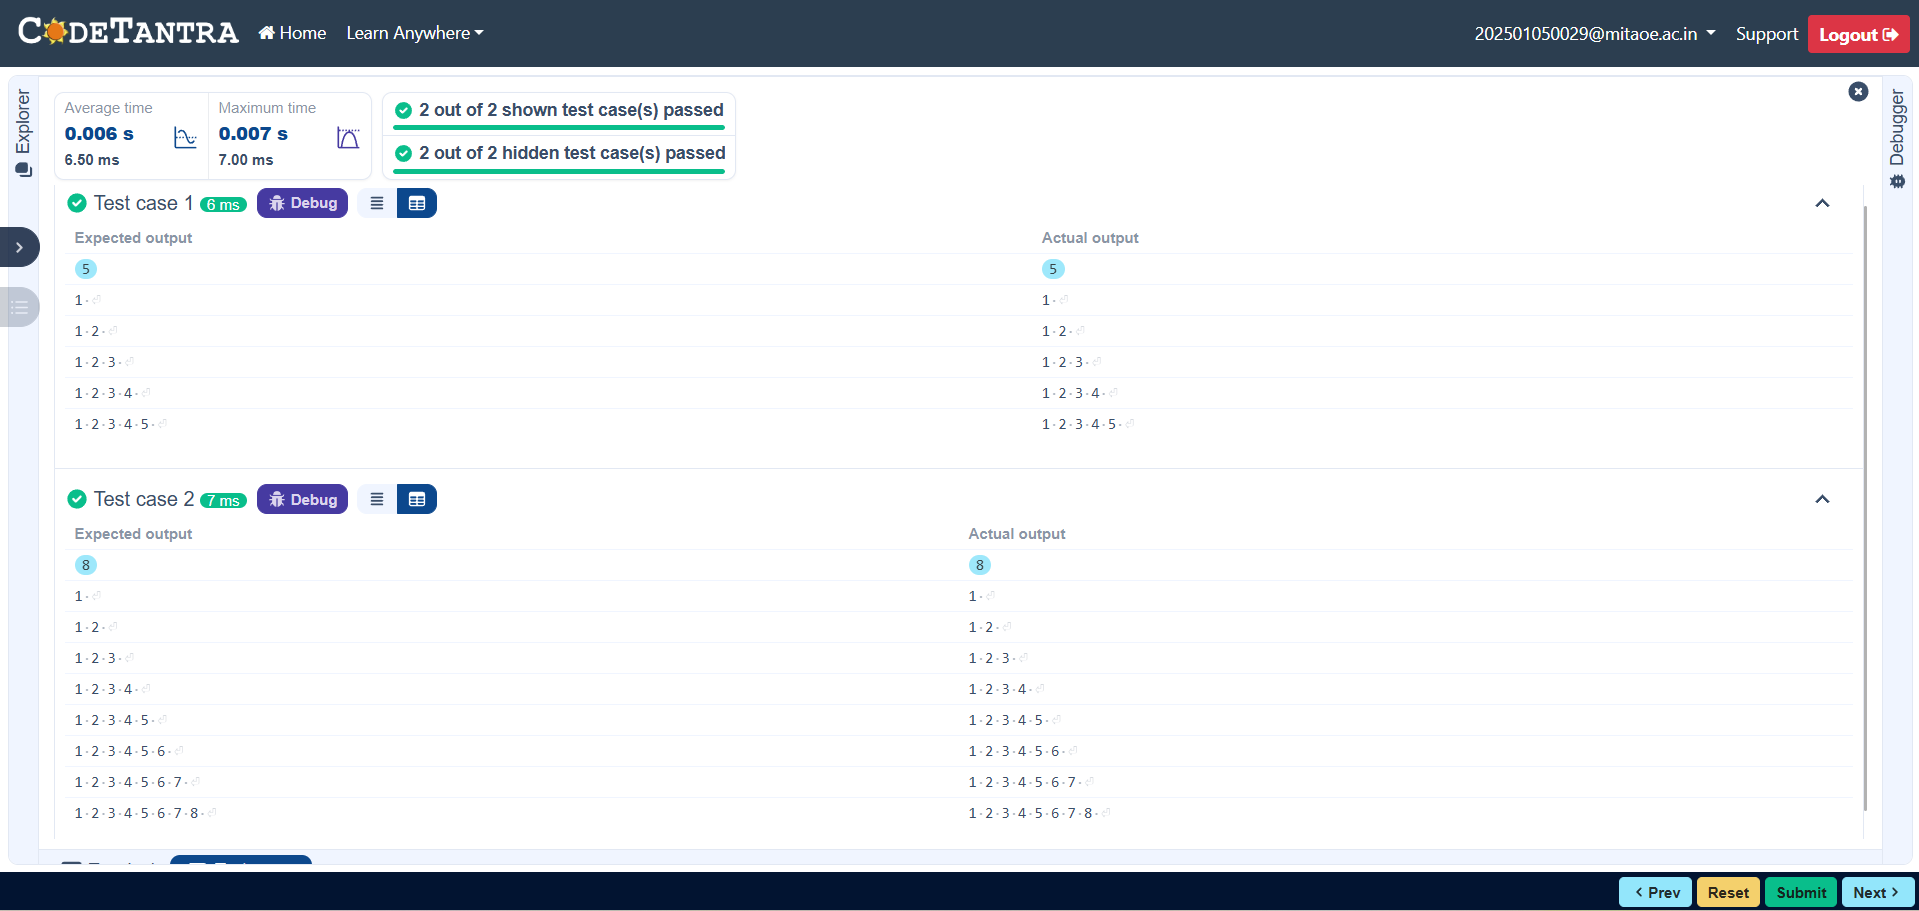 CODETANTRA Home Learn Anywhere 202501050029@mitaoe.ac.in Support Logout
Explorer
Debugger
Average time
0.006 s
6.50 ms
Maximum time
0.007 s
7.00 ms
2 out of 2 shown test case(s) passed
2 out of 2 hidden test case(s) passed
Test case 1 6 ms Debug
Expected output Actual output
5 5
1· 1·
1·2· 1·2·
1·2·3· 1·2·3·
1·2·3·4· 1·2·3·4·
1·2·3·4·5· 1·2·3·4·5·
Test case 2 7 ms Debug
Expected output Actual output
8 8
1· 1·
1·2· 1·2·
1·2·3· 1·2·3·
1·2·3·4· 1·2·3·4·
1·2·3·4·5· 1·2·3·4·5·
1·2·3·4·5·6· 1·2·3·4·5·6·
1·2·3·4·5·6·7· 1·2·3·4·5·6·7·
1·2·3·4·5·6·7·8· 1·2·3·4·5·6·7·8·
Prev Reset Submit Next